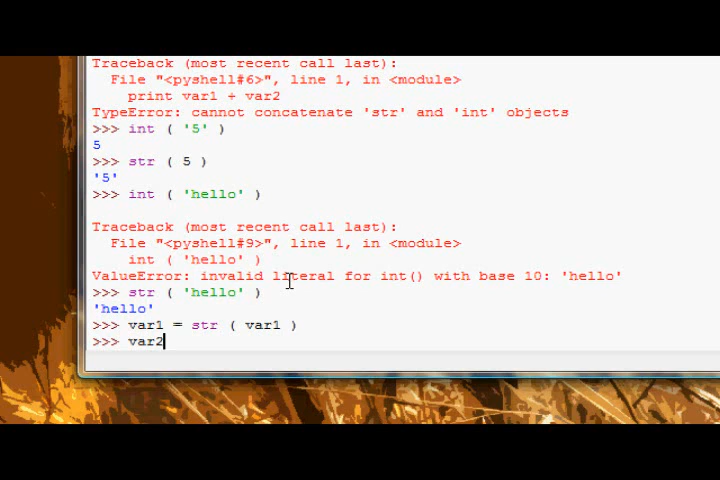 Traceback (most recent call last):
File "<pyshell#6>", line 1, in <module>
print var1 + var2
TypeError: cannot concatenate 'str' and 'int' objects
>>> int ( '5' )
5
>>> str ( 5 )
'5'
>>> int ( 'hello' )
Traceback (most recent call last):
File "<pyshell#9>", line 1, in <module>
int ( 'hello' )
ValueError: invalid literal for int() with base 10: 'hello'
>>> str ( 'hello' )
'hello'
>>> var1 = str ( var1 )
>>> var2